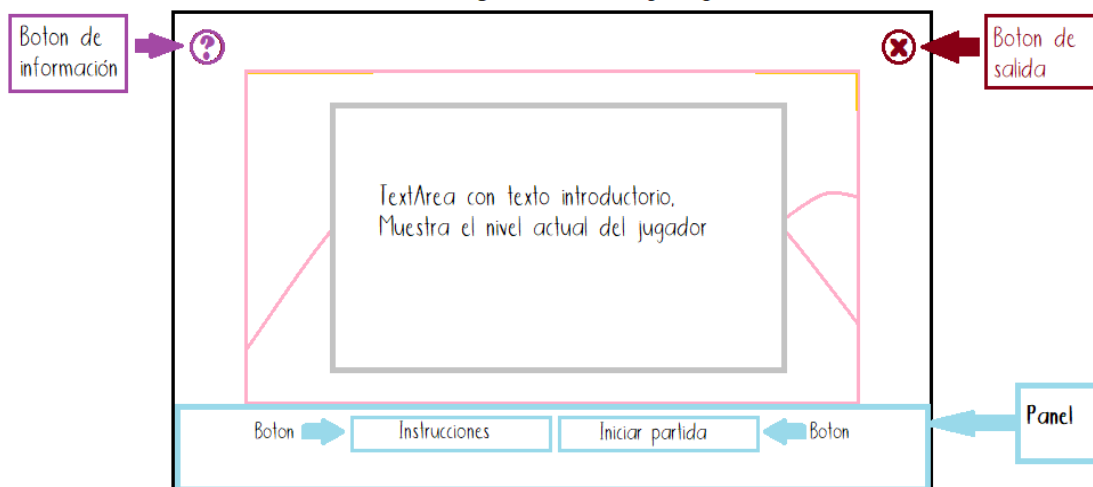 Boton de
información
?
Boton de
salida
TextArea con texto introductorio,
Muestra el nivel actual del jugador
Boton
Instrucciones
Iniciar partida
Boton
Panel